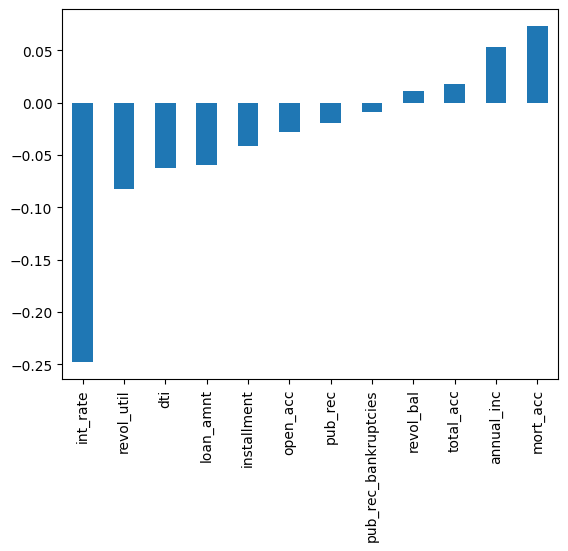 0.05
0.00
−0.05
−0.10
−0.15
−0.20
−0.25
int_rate
revol_util
dti
loan_amnt
installment
open_acc
pub_rec
pub_rec_bankruptcies
revol_bal
total_acc
annual_inc
mort_acc